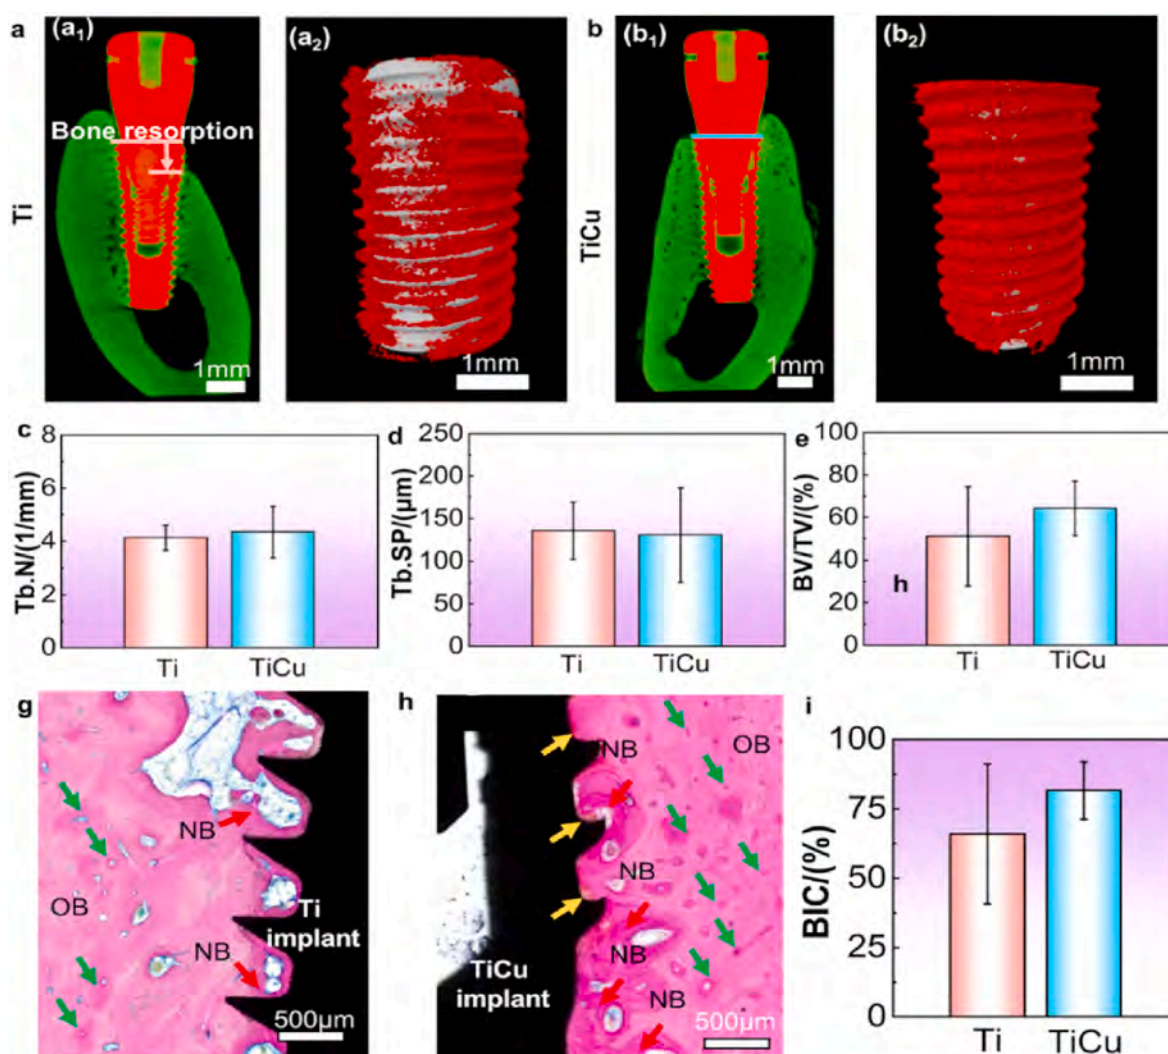 a
(a₁)
(a₂)
b
(b₁)
(b₂)
Bone resorption
Ti
TiCu
1mm
1mm
1mm
1mm
c
8
6
4
2
0
Tb.N/(1/mm)
Ti
TiCu
d
250
200
150
100
50
0
Tb.SP/(μm)
Ti
TiCu
e
100
80
60
40
20
0
BV/TV/(%)
h
Ti
TiCu
g
NB
OB
NB
Ti
implant
500μm
h
NB
OB
NB
NB
NB
TiCu
implant
500μm
i
100
75
50
25
0
BIC/(%)
Ti
TiCu